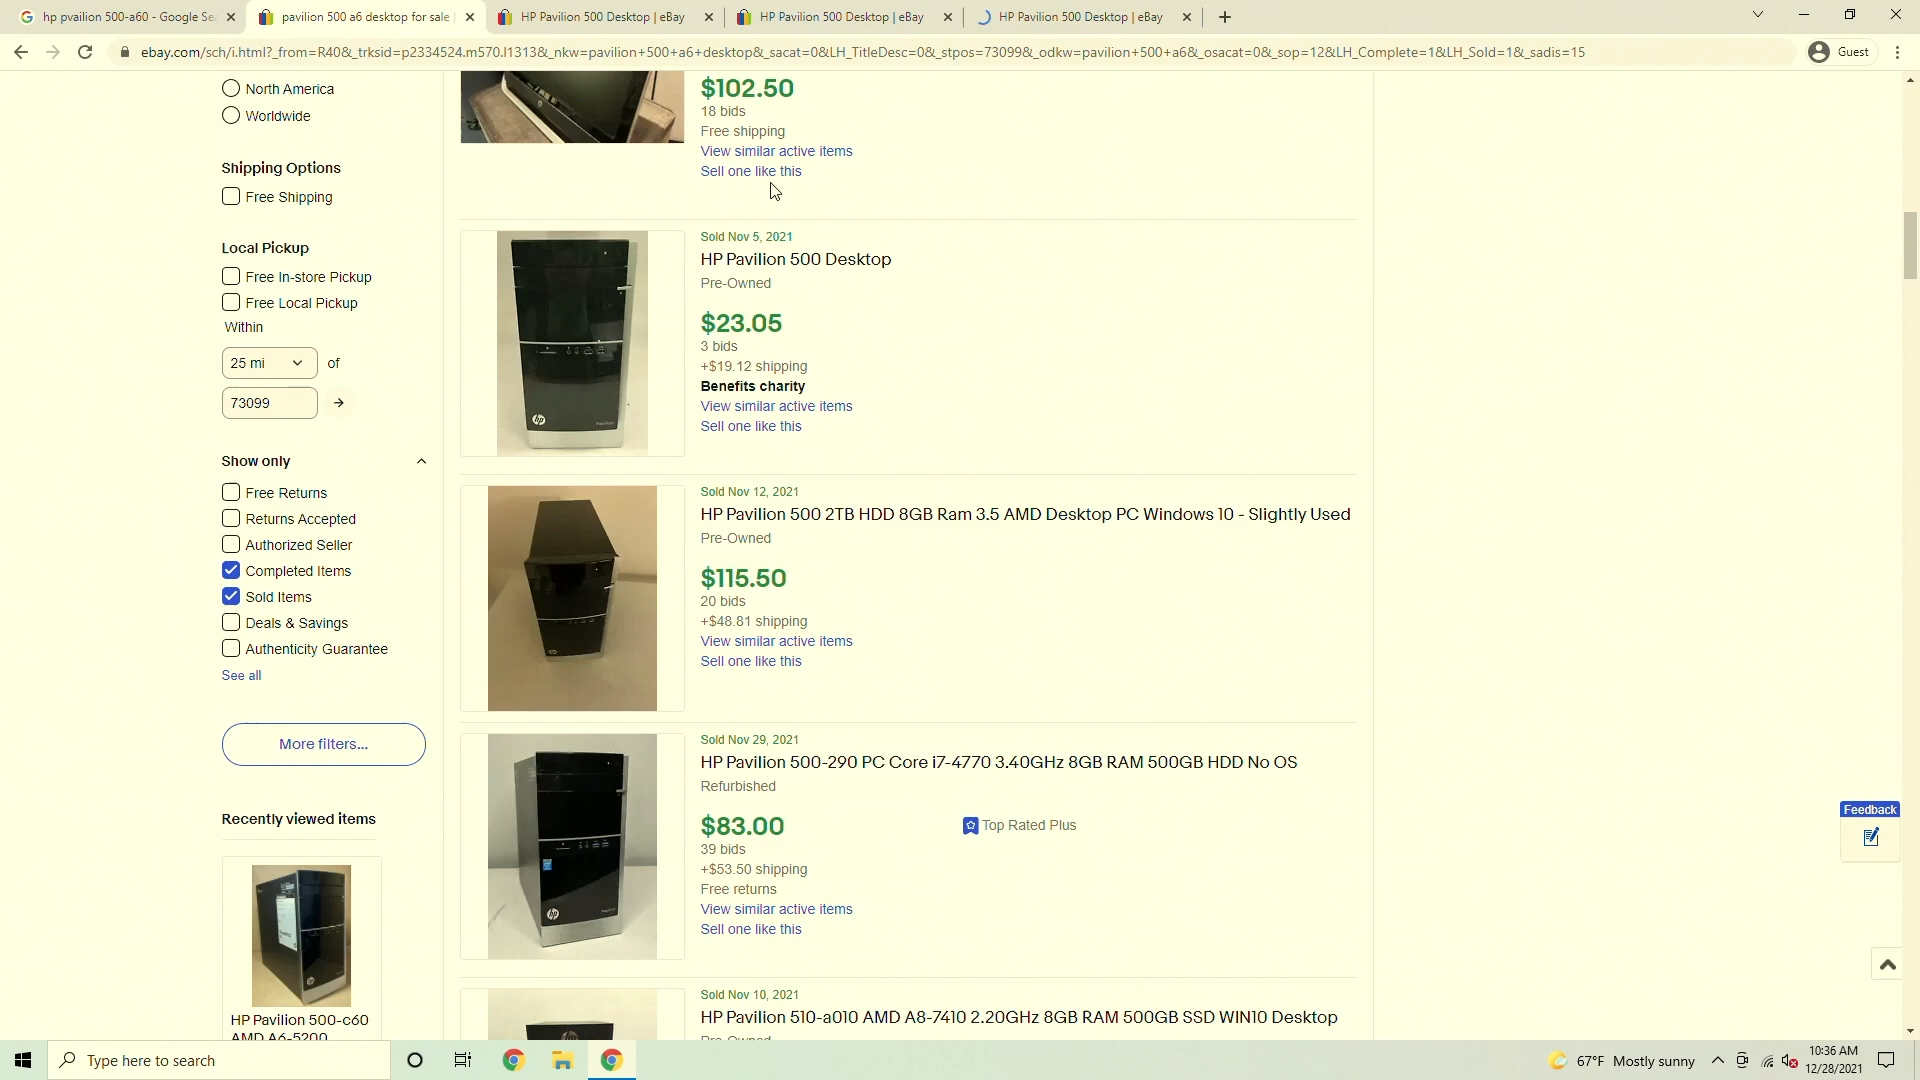 hp pvailion 500-a60 - Google Sea
pavilion 500 a6 desktop for sale
HP Pavilion 500 Desktop | eBay
HP Pavilion 500 Desktop | eBay
HP Pavilion 500 Desktop | eBay
ebay.com/sch/i.html?_from=R40&_trksid=p2334524.m570.l1313&_nkw=pavilion+500+a6+desktop&_sacat=0&LH_TitleDesc=0&_stpos=73099&_odkw=pavilion+500+a6&_osacat=0&_sop=12&LH_Complete=1&LH_Sold=1&_sadis=15
Guest
North America
Worldwide
Shipping Options
Free Shipping
Local Pickup
Free In-store Pickup
Free Local Pickup
Within
25 mi
of
73099
Show only
Free Returns
Returns Accepted
Authorized Seller
Completed Items
Sold Items
Deals & Savings
Authenticity Guarantee
See all
More filters...
Recently viewed items
HP Pavilion 500-c60
AMD A6-5200
$102.50
18 bids
Free shipping
View similar active items
Sell one like this
Sold Nov 5, 2021
HP Pavilion 500 Desktop
Pre-Owned
$23.05
3 bids
+$19.12 shipping
Benefits charity
View similar active items
Sell one like this
Sold Nov 12, 2021
HP Pavilion 500 2TB HDD 8GB Ram 3.5 AMD Desktop PC Windows 10 - Slightly Used
Pre-Owned
$115.50
20 bids
+$48.81 shipping
View similar active items
Sell one like this
Sold Nov 29, 2021
HP Pavilion 500-290 PC Core i7-4770 3.40GHz 8GB RAM 500GB HDD No OS
Refurbished
$83.00
Top Rated Plus
39 bids
+$53.50 shipping
Free returns
View similar active items
Sell one like this
Sold Nov 10, 2021
HP Pavilion 510-a010 AMD A8-7410 2.20GHz 8GB RAM 500GB SSD WIN10 Desktop
Pre-Owned
Feedback
Type here to search
67°F Mostly sunny
10:36 AM
12/28/2021